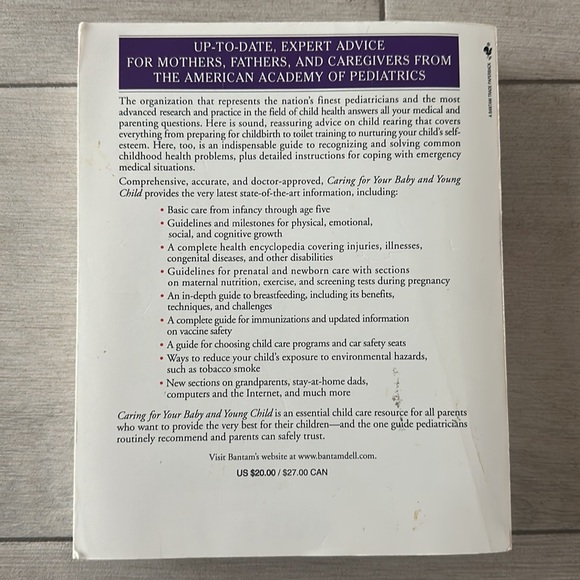 UP-TO-DATE, EXPERT ADVICE
FOR MOTHERS, FATHERS, AND CAREGIVERS FROM
THE AMERICAN ACADEMY OF PEDIATRICS
The organization that represents the nation's finest pediatricians and the most
advanced research and practice in the field of child health answers all your medical and
parenting questions. Here is sound, reassuring advice on child rearing that covers
everything from preparing for childbirth to toilet training to nurturing your child's self-
esteem. Here, too, is an indispensable guide to recognizing and solving common
childhood health problems, plus detailed instructions for coping with emergency
medical situations.
Comprehensive, accurate, and doctor-approved, Caring for Your Baby and Young
Child provides the very latest state-of-the-art information, including:
• Basic care from infancy through age five
• Guidelines and milestones for physical, emotional,
social, and cognitive growth
• A complete health encyclopedia covering injuries, illnesses,
congenital diseases, and other disabilities
• Guidelines for prenatal and newborn care with sections
on maternal nutrition, exercise, and screening tests during pregnancy
• An in-depth guide to breastfeeding, including its benefits,
techniques, and challenges
• A complete guide for immunizations and updated information
on vaccine safety
• A guide for choosing child care programs and car safety seats
• Ways to reduce your child's exposure to environmental hazards,
such as tobacco smoke
• New sections on grandparents, stay-at-home dads,
computers and the Internet, and much more
Caring for Your Baby and Young Child is an essential child care resource for all parents
who want to provide the very best for their children—and the one guide pediatricians
routinely recommend and parents can safely trust.
Visit Bantam's website at www.bantamdell.com.
US $20.00 / $27.00 CAN
A BANTAM TRADE PAPERBACK